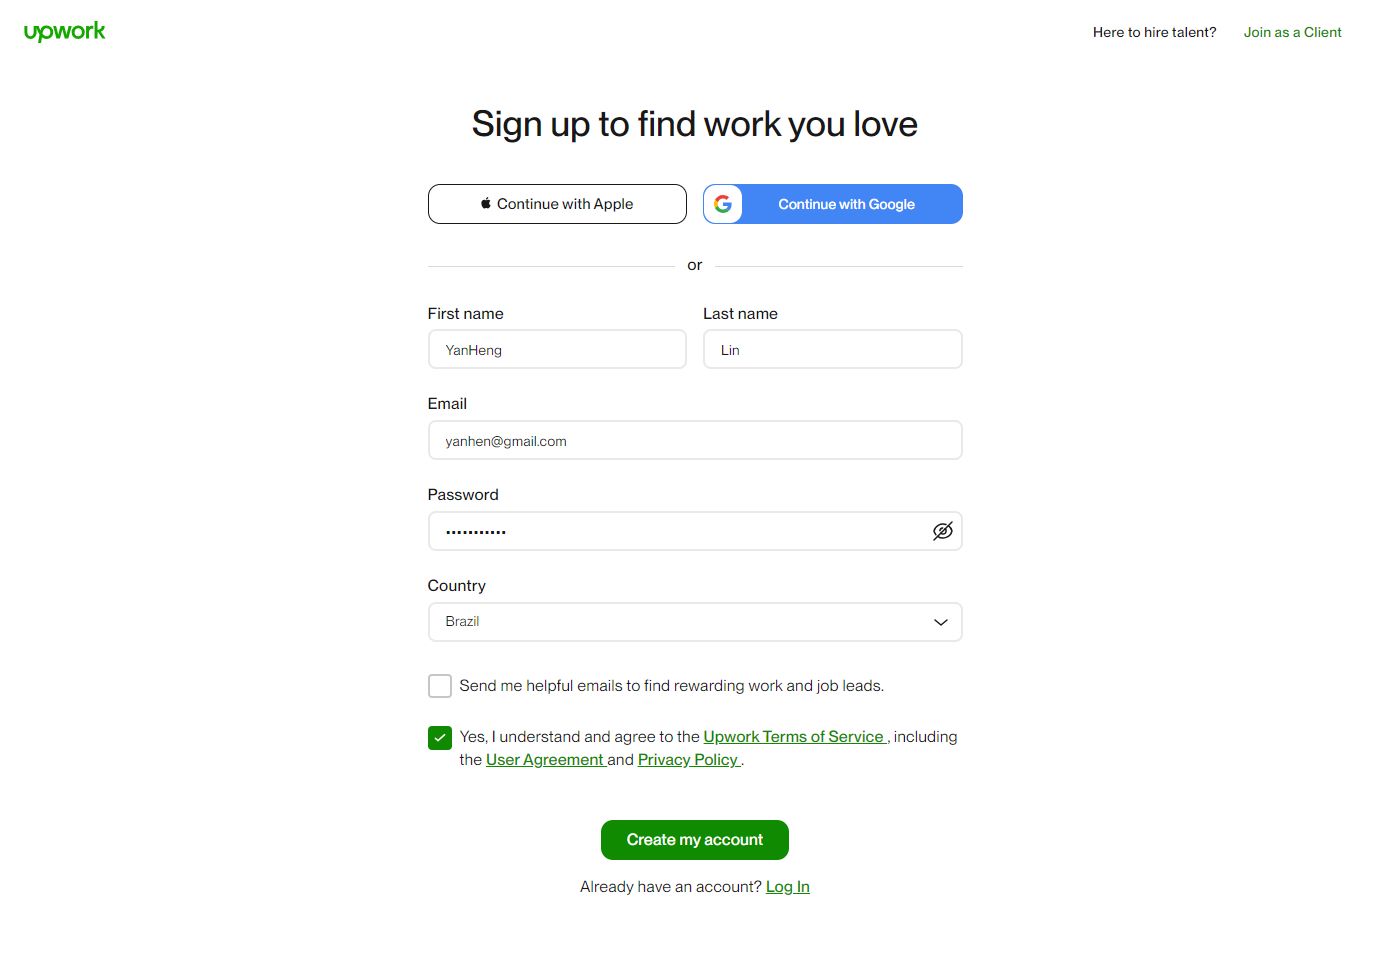 upwork
Here to hire talent? Join as a Client
Sign up to find work you love
Continue with Apple
Continue with Google
or
First name
Last name
YanHeng
Lin
Email
yanhen@gmail.com
Password
•••••••••••
Country
Brazil
Send me helpful emails to find rewarding work and job leads.
Yes, I understand and agree to the Upwork Terms of Service , including
the User Agreement and Privacy Policy .
Create my account
Already have an account? Log In